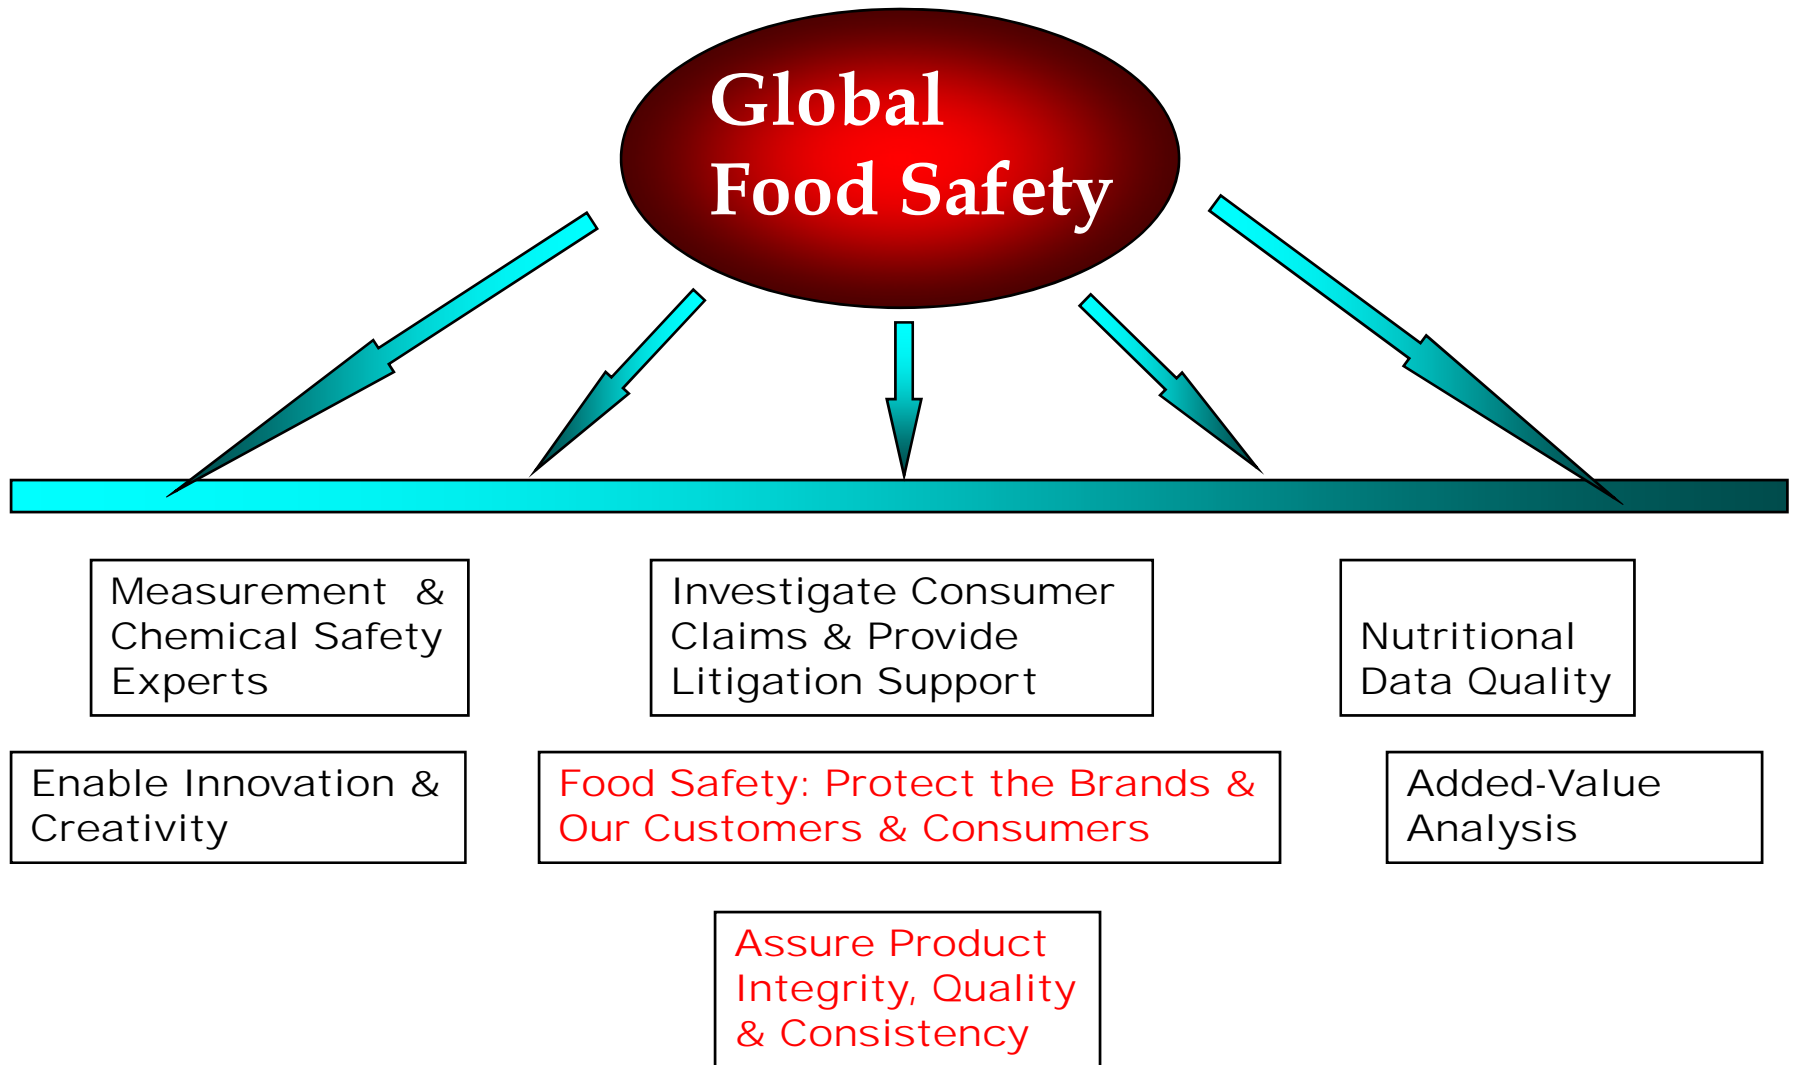 Global
Food Safety
Measurement & 
Chemical Safety
Experts
Investigate Consumer
Claims & Provide
Litigation Support
Nutritional
Data Quality
Enable Innovation &
Creativity
Food Safety: Protect the Brands &
Our Customers & Consumers
Added-Value
Analysis
Assure Product
Integrity, Quality
& Consistency